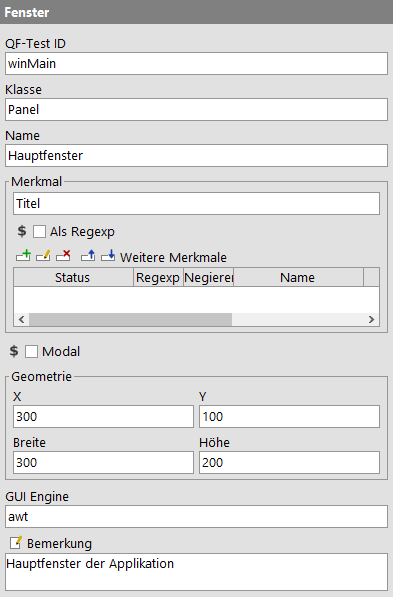 Fenster
QF-Test ID
winMain
Klasse
Panel
Name
Hauptfenster
Merkmal
Titel
$ Als Regexp
Weitere Merkmale
Status Regexp Negieren Name
$ Modal
Geometrie
X Y
300 100
Breite Höhe
300 200
GUI Engine
awt
Bemerkung
Hauptfenster der Applikation